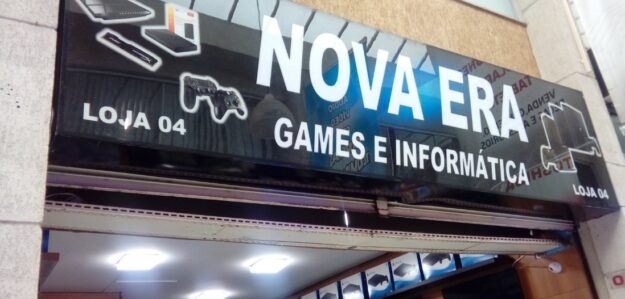 NOVA ERA
GAMES E INFORMÁTICA
LOJA 04
LOJA 04